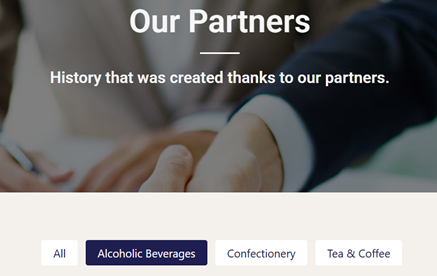 Our Partners
History that was created thanks to our partners.
All
Alcoholic Beverages
Confectionery
Tea & Coffee